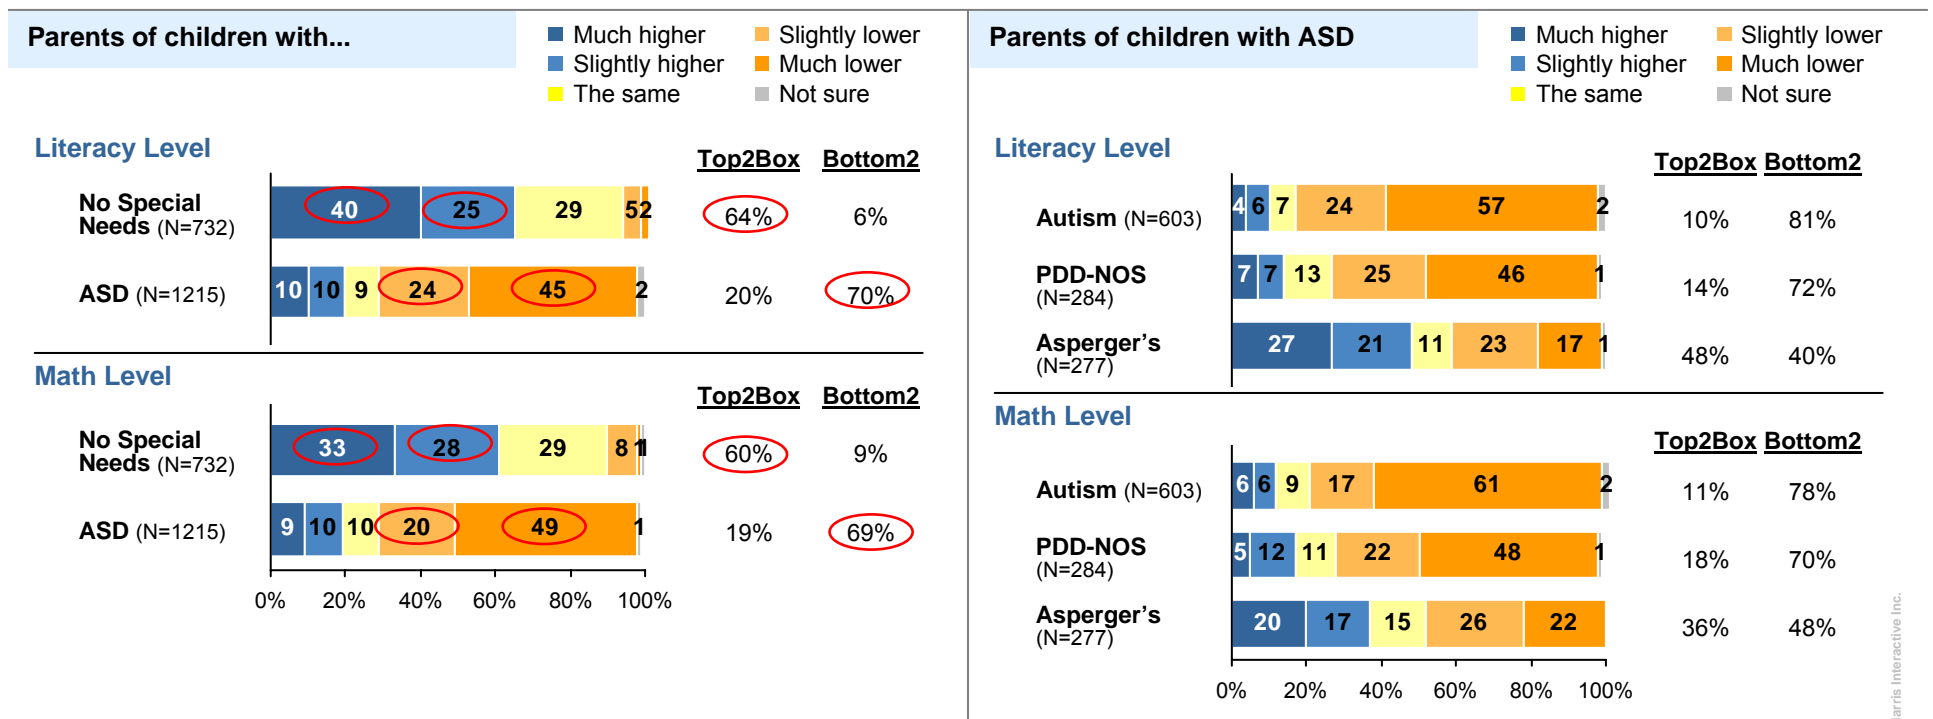 Parents of children with...
Much higher Slightly lower
Slightly higher Much lower
The same Not sure
Literacy Level
Top2Box Bottom2
No Special
Needs (N=732)
40 25 29 5 2 64% 6%
ASD (N=1215) 10 10 9 24 45 2 20% 70%
Math Level
Top2Box Bottom2
No Special
Needs (N=732)
33 28 29 8 1 1 60% 9%
ASD (N=1215) 9 10 10 20 49 1 19% 69%
0% 20% 40% 60% 80% 100%
Parents of children with ASD
Much higher Slightly lower
Slightly higher Much lower
The same Not sure
Literacy Level
Top2Box Bottom2
Autism (N=603) 4 6 7 24 57 2 10% 81%
PDD-NOS
(N=284)
7 7 13 25 46 1 14% 72%
Asperger's
(N=277)
27 21 11 23 17 1 48% 40%
Math Level
Top2Box Bottom2
Autism (N=603) 6 6 9 17 61 2 11% 78%
PDD-NOS
(N=284)
5 12 11 22 48 1 18% 70%
Asperger's
(N=277)
20 17 15 26 22 36% 48%
0% 20% 40% 60% 80% 100%
Interactive Inc.